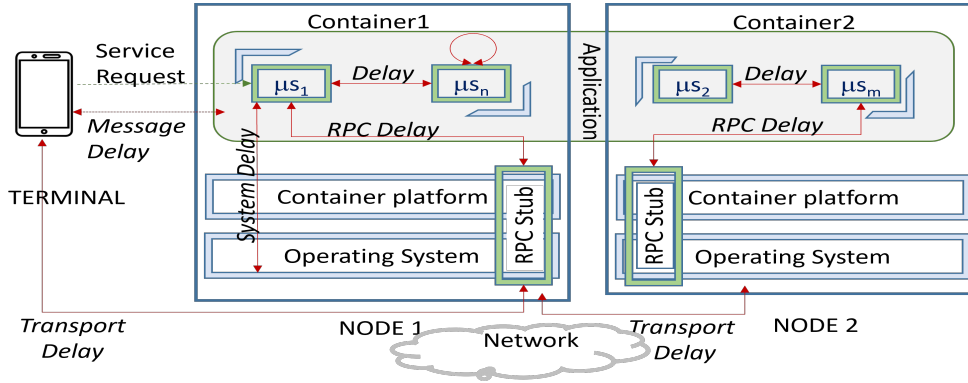 Container1
Container2
Service
Request
Application
μs1
Delay
μsn
μs2
Delay
μsm
Message
Delay
RPC Delay
RPC Delay
TERMINAL
System Delay
Container platform
RPC Stub
RPC Stub
Container platform
Operating System
Operating System
Transport
Delay
NODE 1
Network
Transport
Delay
NODE 2